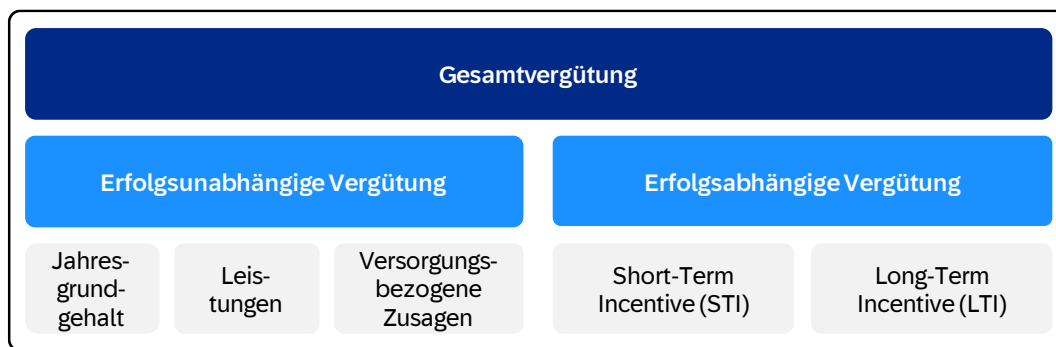 Gesamtvergütung
Erfolgsunabhängige Vergütung
Erfolgsabhängige Vergütung
Jahres-
grund-
gehalt
Leis-
tungen
Versorgungs-
bezogene
Zusagen
Short-Term
Incentive (STI)
Long-Term
Incentive (LTI)